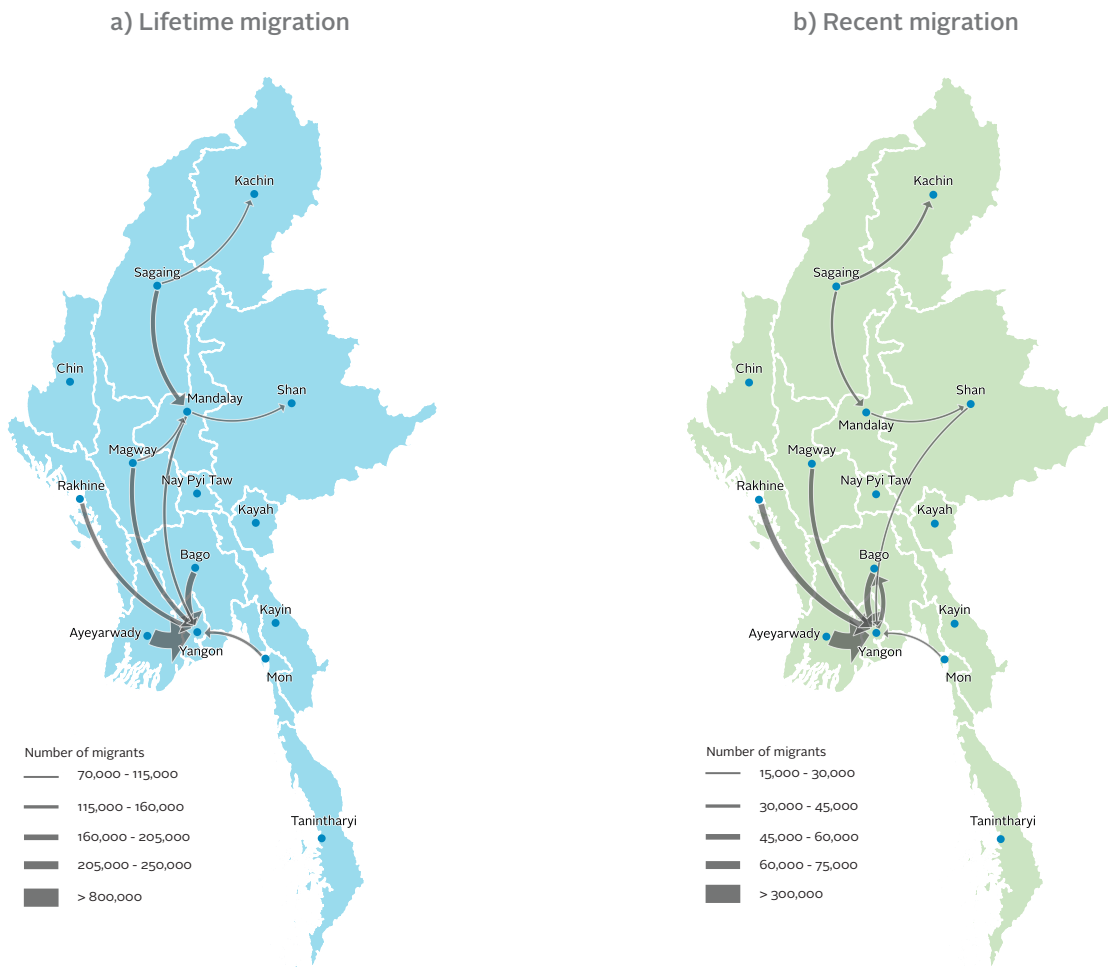 a) Lifetime migration
Kachin
Sagaing
Chin
Mandalay
Shan
Magway
Rakhine
Nay Pyi Taw
Kayah
Bago
Kayin
Ayeyarwady
Yangon
Mon
Tanintharyi
Number of migrants
70,000 - 115,000
115,000 - 160,000
160,000 - 205,000
205,000 - 250,000
> 800,000
b) Recent migration
Kachin
Sagaing
Chin
Shan
Mandalay
Magway
Rakhine
Nay Pyi Taw
Kayah
Bago
Kayin
Ayeyarwady
Yangon
Mon
Tanintharyi
Number of migrants
15,000 - 30,000
30,000 - 45,000
45,000 - 60,000
60,000 - 75,000
> 300,000